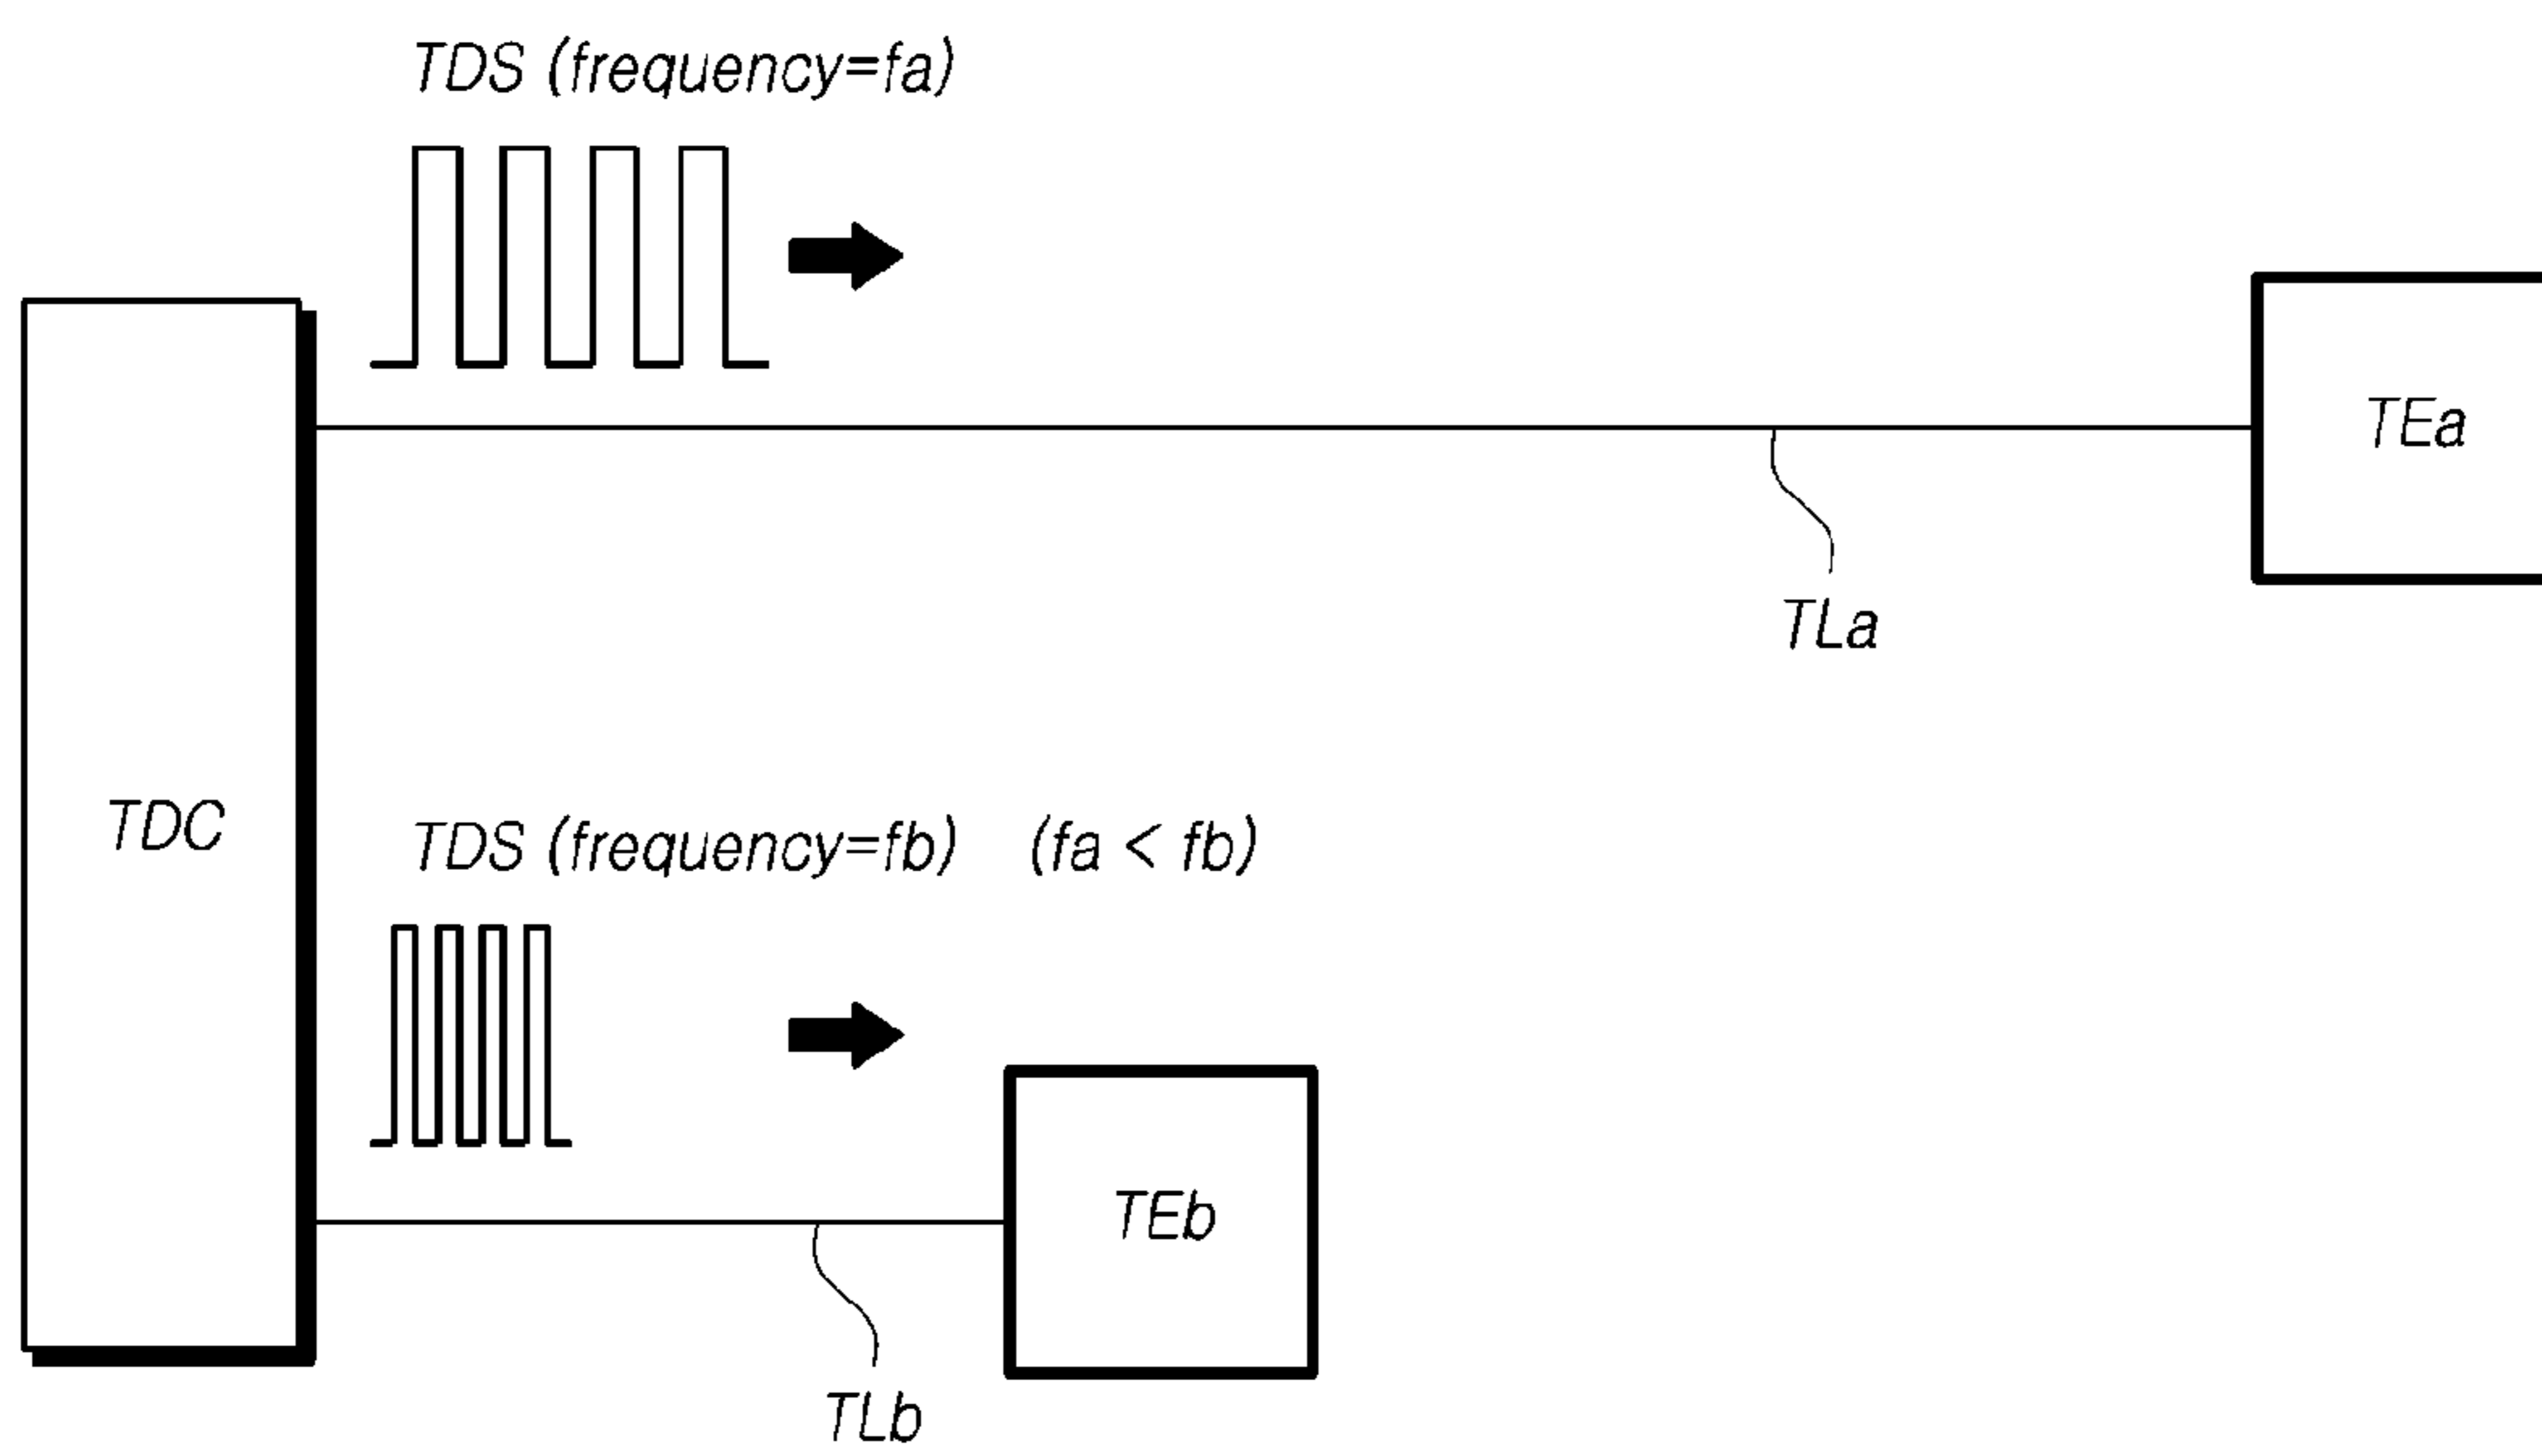 TDS (frequency=fa)
TEa
TLa
TDC
TDS (frequency=fb) (fa < fb)
TEb
TLb